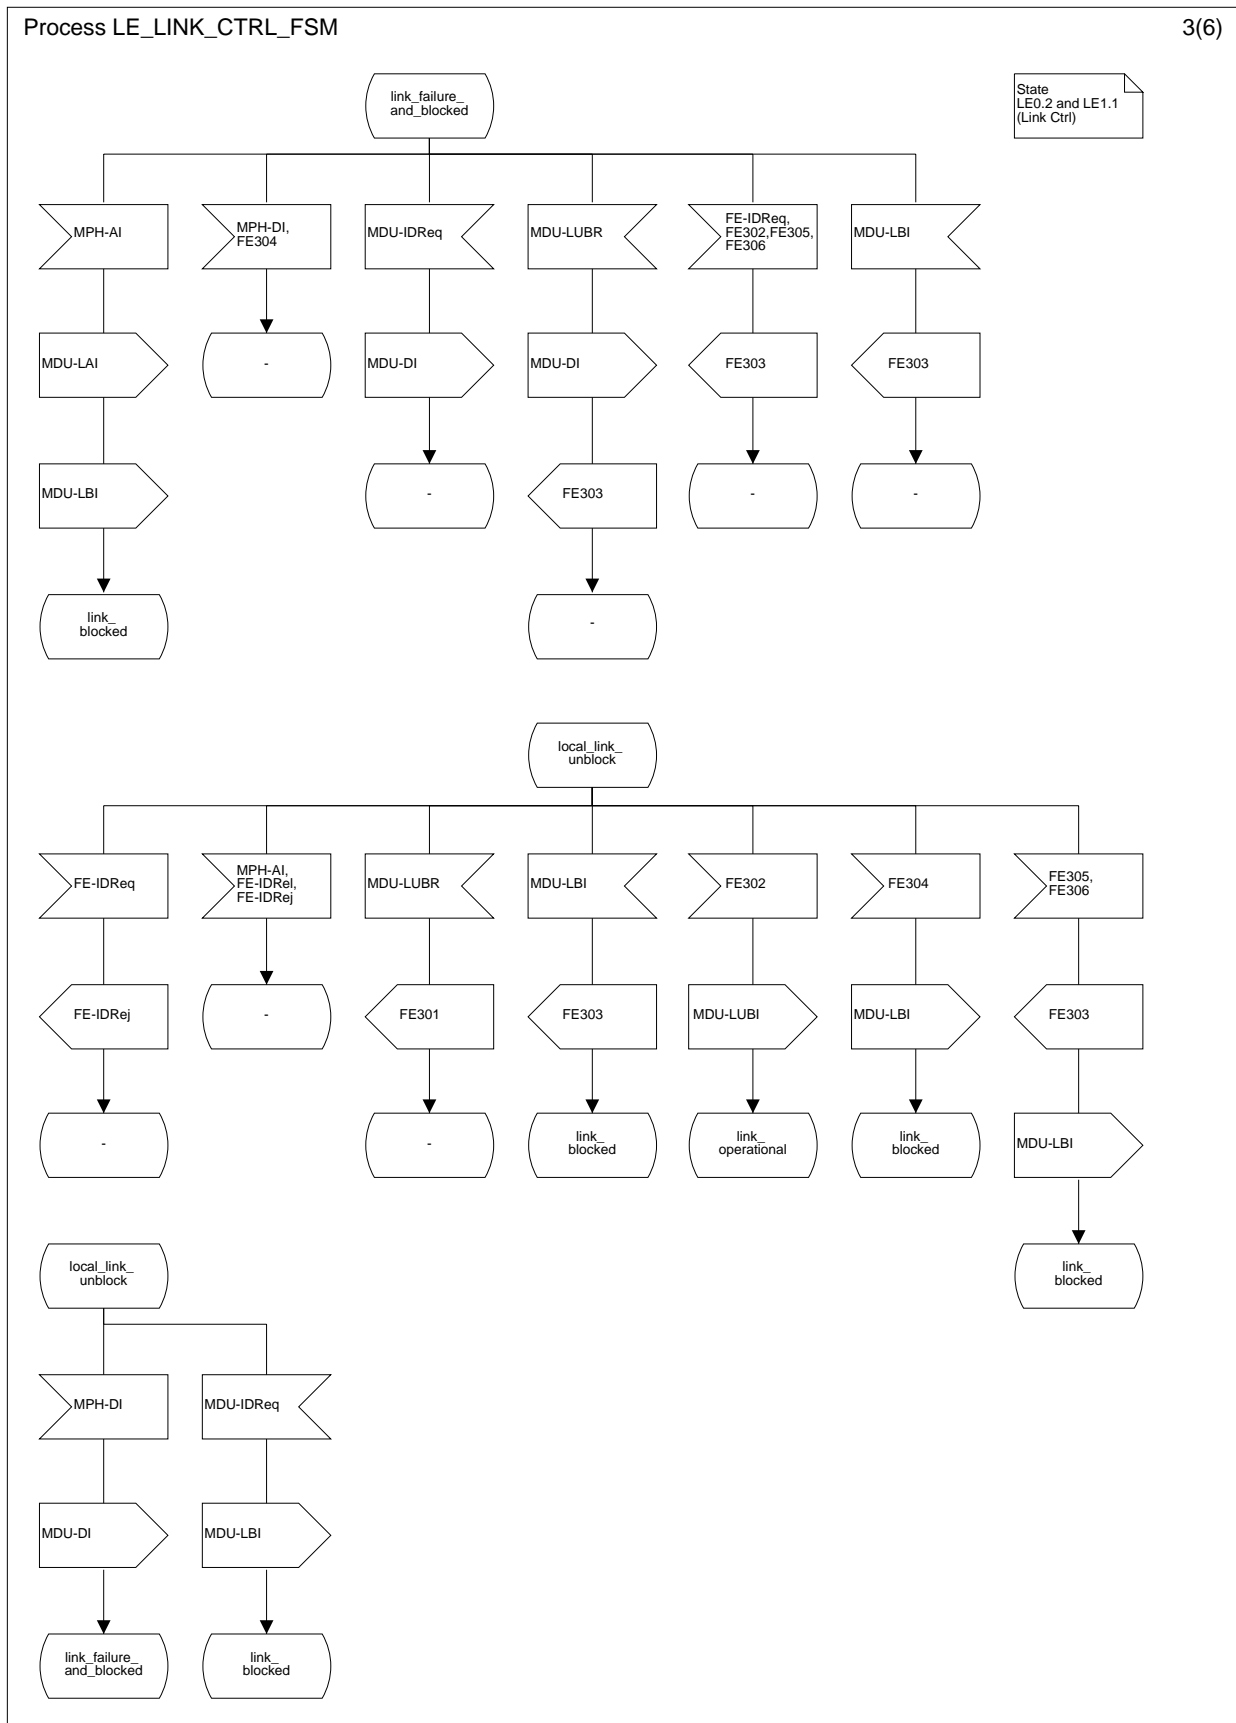 Process LE_LINK_CTRL_FSM
3(6)
link_failure_
and_blocked
State
LE0.2 and LE1.1
(Link Ctrl)
MPH-AI
MPH-DI,
FE304
MDU-IDReq
MDU-LUBR
FE-IDReq,
FE302,FE305,
FE306
MDU-LBI
MDU-LAI
-
MDU-DI
MDU-DI
FE303
FE303
MDU-LBI
-
FE303
-
-
link_
blocked
-
local_link_
unblock
FE-IDReq
MPH-AI,
FE-IDRel,
FE-IDRej
MDU-LUBR
MDU-LBI
FE302
FE304
FE305,
FE306
FE-IDRej
-
FE301
FE303
MDU-LUBI
MDU-LBI
FE303
-
-
link_
blocked
link_
operational
link_
blocked
MDU-LBI
local_link_
unblock
link_
blocked
MPH-DI
MDU-IDReq
MDU-DI
MDU-LBI
link_failure_
and_blocked
link_
blocked